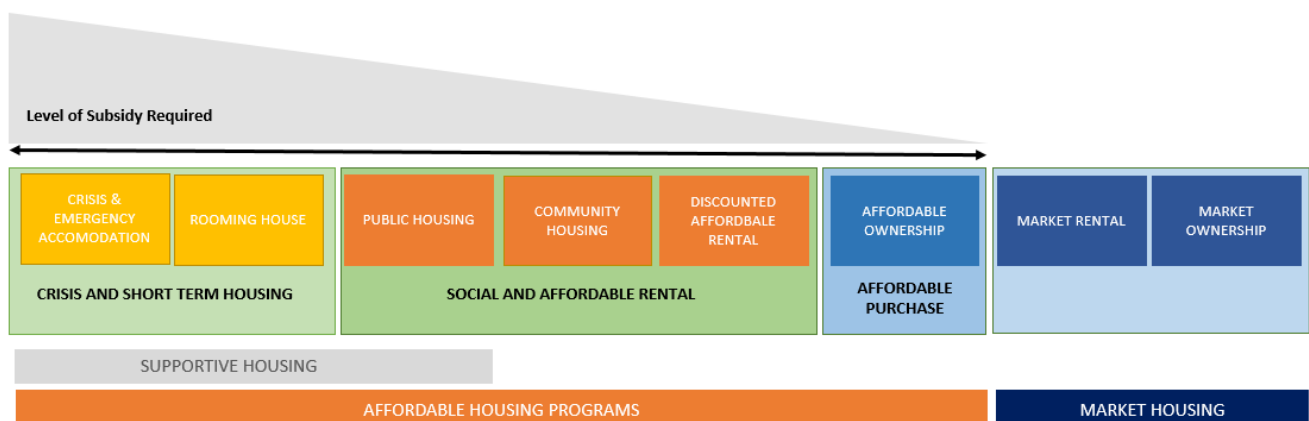 Level of Subsidy Required
CRISIS &
EMERGENCY
ACCOMODATION
ROOMING HOUSE
PUBLIC HOUSING
COMMUNITY
HOUSING
DISCOUNTED
AFFORDBALE
RENTAL
AFFORDABLE
OWNERSHIP
MARKET RENTAL
MARKET
OWNERSHIP
CRISIS AND SHORT TERM HOUSING
SOCIAL AND AFFORDABLE RENTAL
AFFORDABLE
PURCHASE
SUPPORTIVE HOUSING
AFFORDABLE HOUSING PROGRAMS
MARKET HOUSING